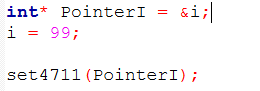 int* PointerI = &i;
i = 99;
set4711(PointerI);